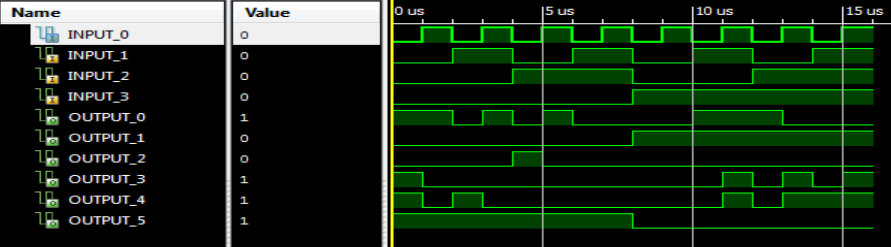 Name Value 0 us 5 us 10 us 15 us
INPUT_0 0
INPUT_1 0
INPUT_2 0
INPUT_3 0
OUTPUT_0 1
OUTPUT_1 0
OUTPUT_2 0
OUTPUT_3 1
OUTPUT_4 1
OUTPUT_5 1